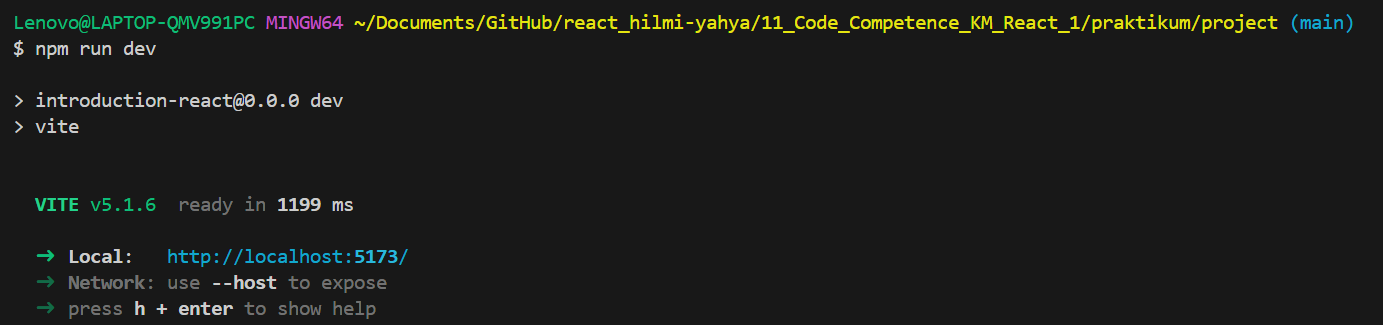 Lenovo@LAPTOP-QMV991PC MINGW64 ~/Documents/GitHub/react_hilmi-yahya/11_Code_Competence_KM_React_1/praktikum/project (main)
$ npm run dev
> introduction-react@0.0.0 dev
> vite
VITE v5.1.6  ready in 1199 ms
➜ Local:   http://localhost:5173/
➜ Network: use --host to expose
➜ press h + enter to show help